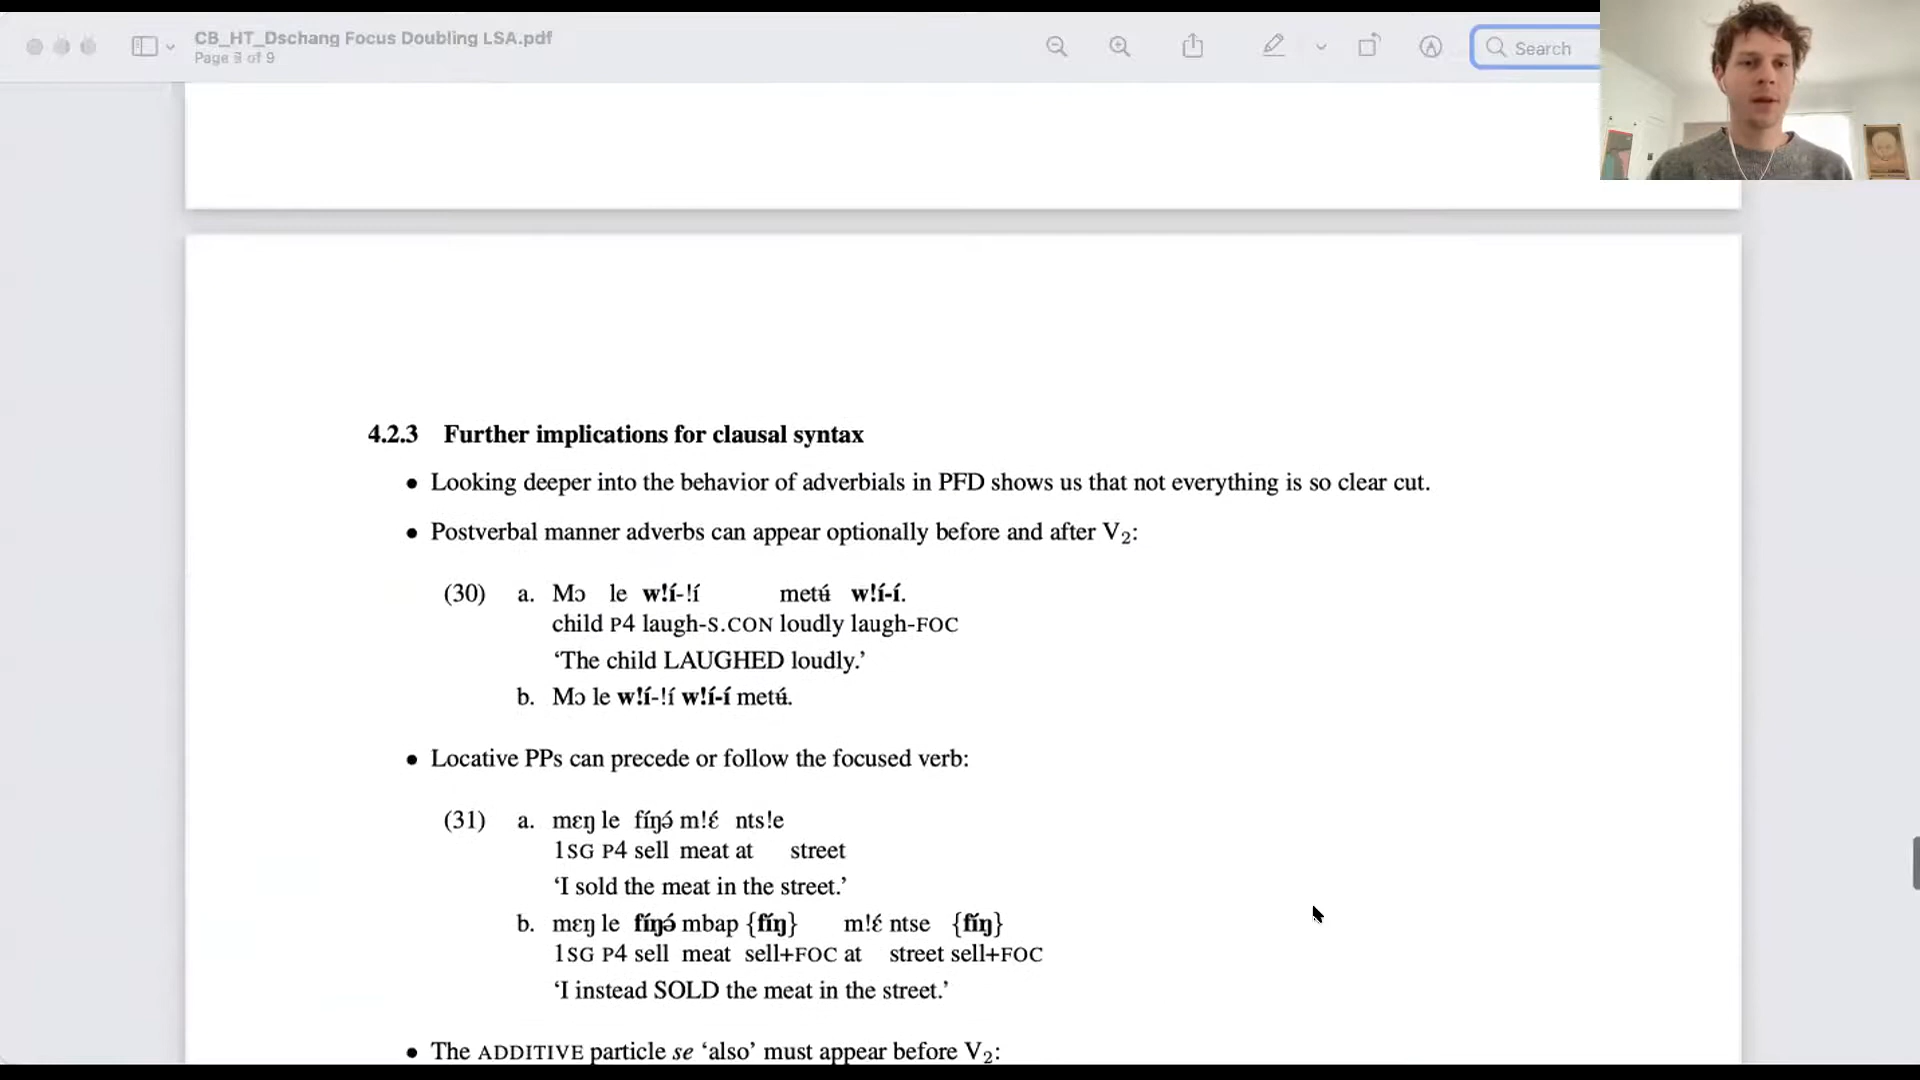 CB_HT_Dschang Focus Doubling LSA.pdf
Page of 9
Search
4.2.3 Further implications for clausal syntax
• Looking deeper into the behavior of adverbials in PFD shows us that not everything is so clear cut.
• Postverbal manner adverbs can appear optionally before and after V₂:
(30) a. Mɔ le w!í-!í metʉ́ w!í-í.
child P4 laugh-S.CON loudly laugh-FOC
‘The child LAUGHED loudly.’
b. Mɔ le w!í-!í w!í-í metʉ́.
• Locative PPs can precede or follow the focused verb:
(31) a. mɛŋ le fíŋə́ m!ɛ́ nts!e
1SG P4 sell meat at street
‘I sold the meat in the street.’
b. mɛŋ le fíŋə́ mbap {fíŋ} m!ɛ́ ntse {fíŋ}
1SG P4 sell meat sell+FOC at street sell+FOC
‘I instead SOLD the meat in the street.’
• The ADDITIVE particle se ‘also’ must appear before V₂: